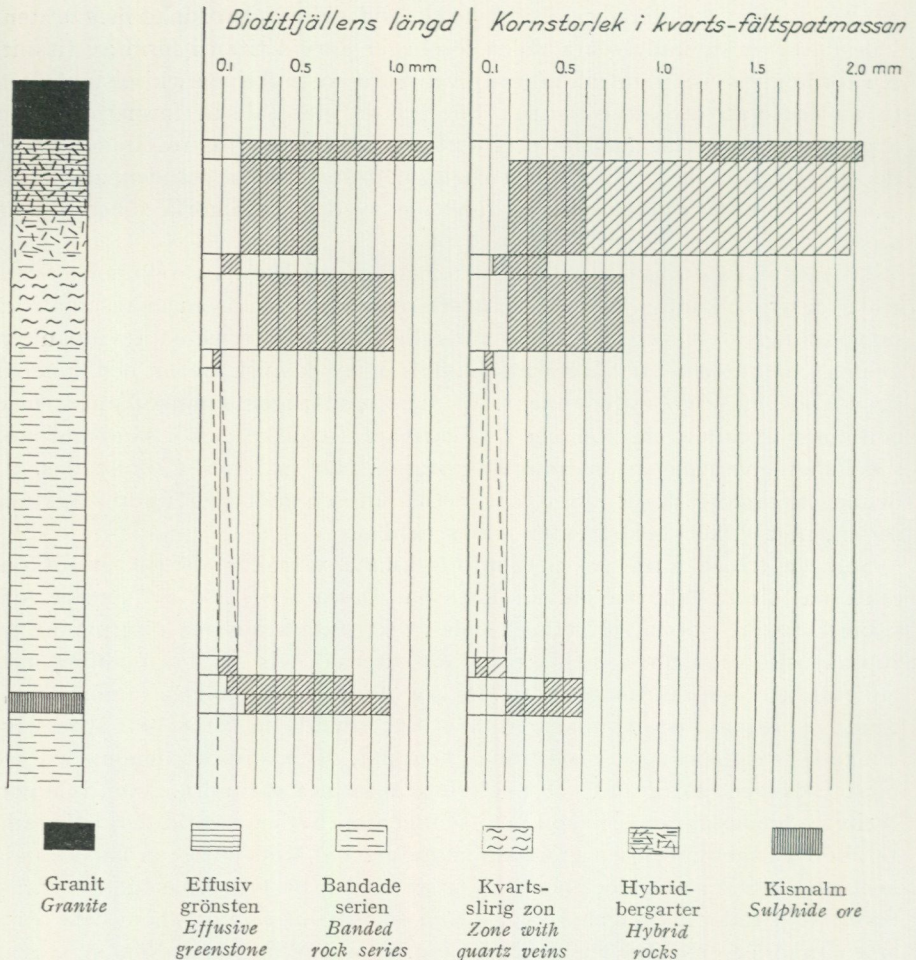 Biotitfjällens längd
Kornstorlek i kvarts-fältspatmassan
0.1 0.5 1.0 mm
0.1 0.5 1.0 1.5 2.0 mm
Granit
Granite
Effusiv
grönsten
Effusive
greenstone
Bandade
serien
Banded
rock series
Kvarts-
slirig zon
Zone with
quartz veins
Hybrid-
bergarter
Hybrid
rocks
Kismalm
Sulphide ore